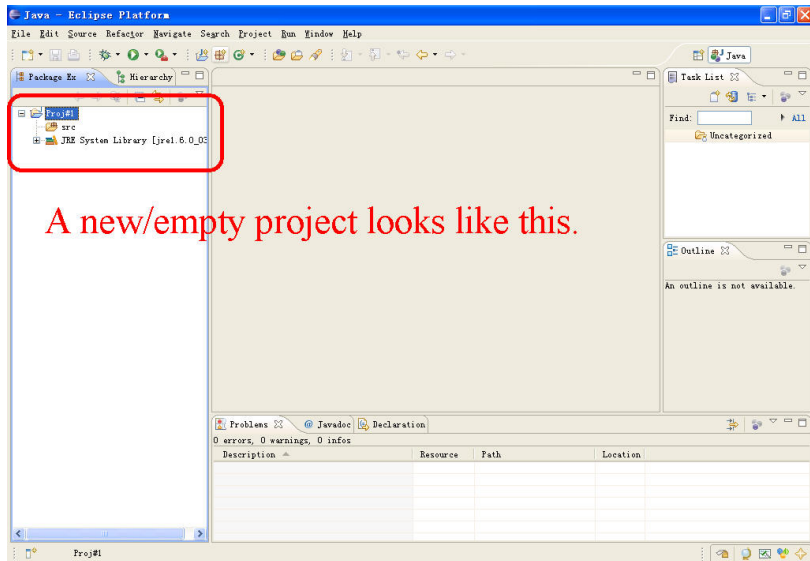 Java - Eclipse Platform
File Edit Source Refactor Navigate Search Project Run Window Help
Java
Package Ex Hierarchy
Task List
Proj#1
src
JRE System Library [jre1.6.0_03
Find: All
Uncategorized
A new/empty project looks like this.
Outline
An outline is not available.
Problems @ Javadoc Declaration
0 errors, 0 warnings, 0 infos
Description Resource Path Location
Proj#1